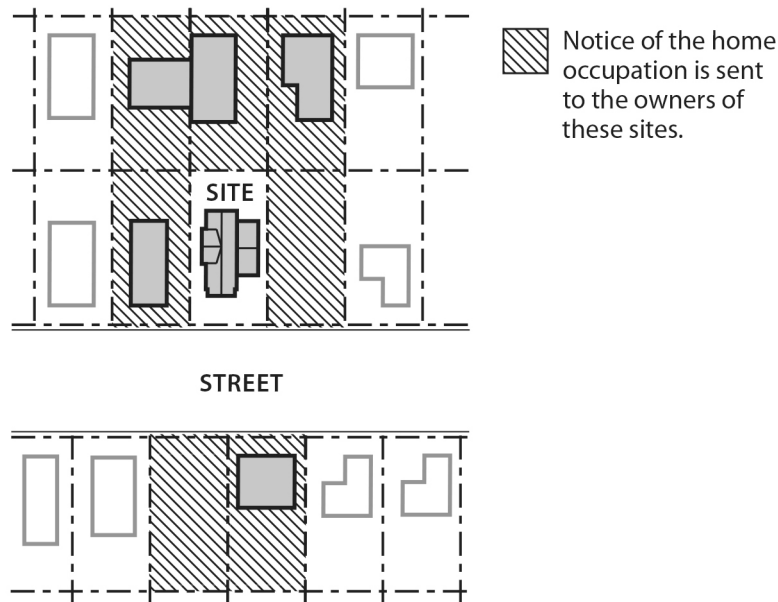 Notice of the home
occupation is sent
to the owners of
these sites.
SITE
STREET